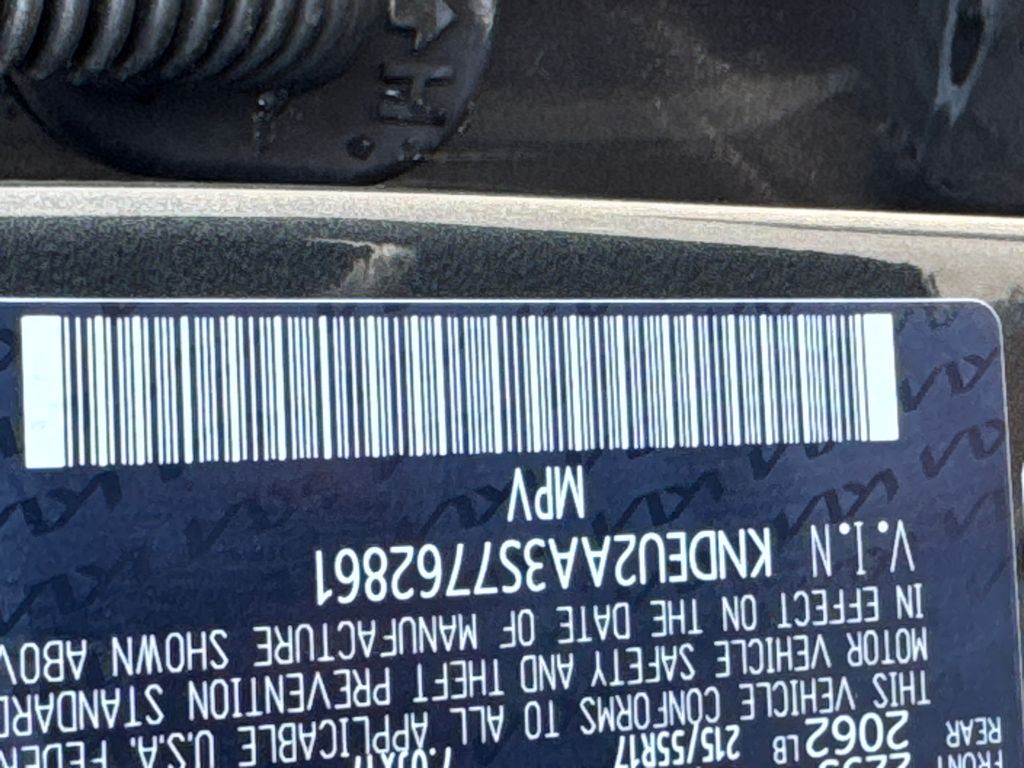 FRONT
REAR 2062 LB 215/55R17
THIS VEHICLE CONFORMS TO ALL APPLICABLE U.S.A.
MOTOR VEHICLE SAFETY AND THEFT PREVENTION
IN EFFECT ON THE DATE OF MANUFACTURE SHOWN
V.I.N KNDEU2AA3S7762861
MPV
H